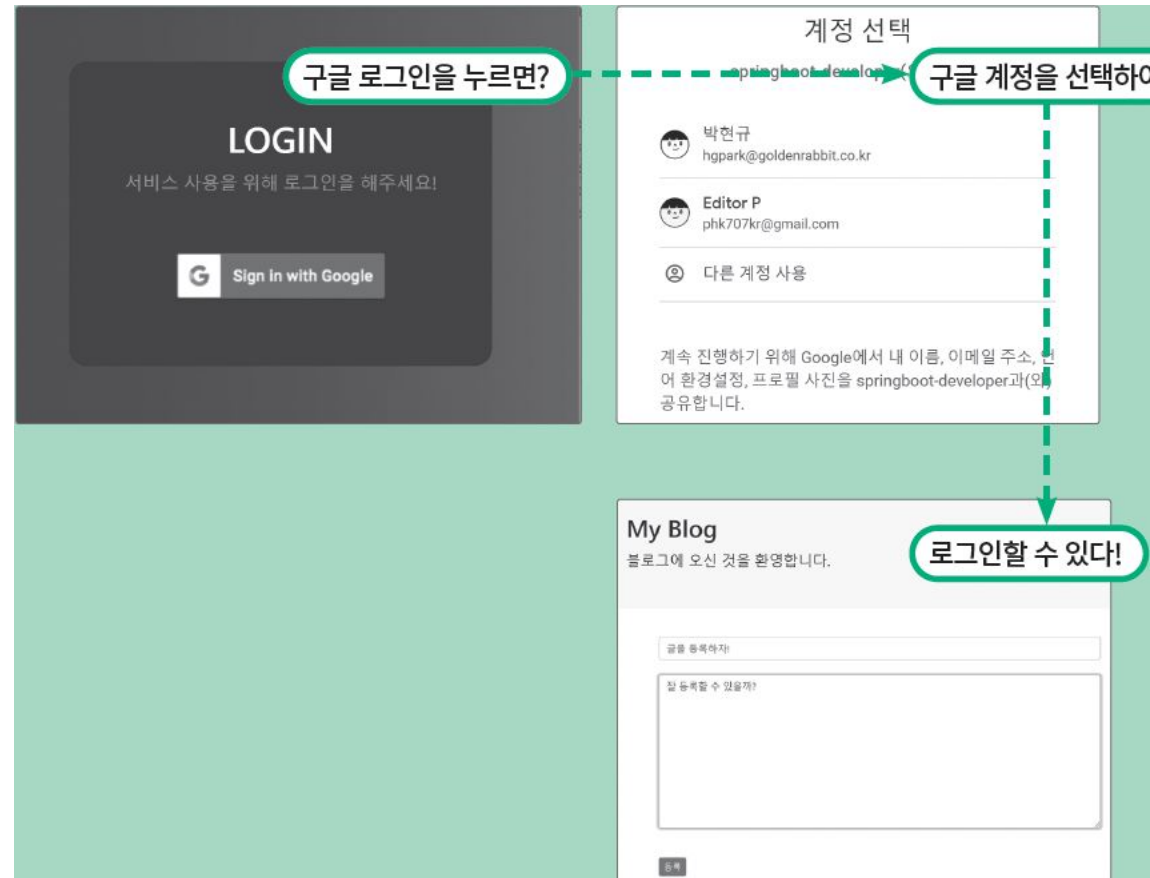 구글 로그인을 누르면?
LOGIN
서비스 사용을 위해 로그인을 해주세요!
G Sign in with Google
계정 선택
springboot-developer(
구글 계정을 선택하여
박현규
hgpark@goldenrabbit.co.kr
Editor P
phk707kr@gmail.com
다른 계정 사용
계속 진행하기 위해 Google에서 내 이름, 이메일 주소, 언
어 환경설정, 프로필 사진을 springboot-developer과(와)
공유합니다.
My Blog
블로그에 오신 것을 환영합니다.
로그인할 수 있다!
글을 등록하자!
잘 등록할 수 있을까?
등록